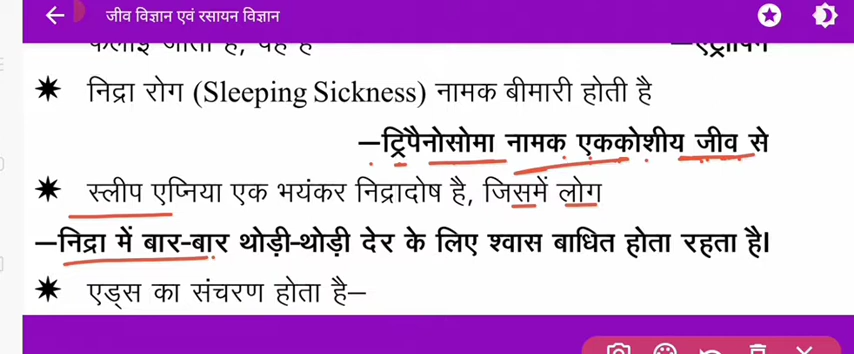 जीव विज्ञान एवं रसायन विज्ञान
निद्रा रोग (Sleeping Sickness) नामक बीमारी होती है
–ट्रिपैनोसोमा नामक एककोशीय जीव से
स्लीप एप्निया एक भयंकर निद्रादोष है, जिसमें लोग
–निद्रा में बार-बार थोड़ी-थोड़ी देर के लिए श्वास बाधित होता रहता है।
एड्स का संचरण होता है–